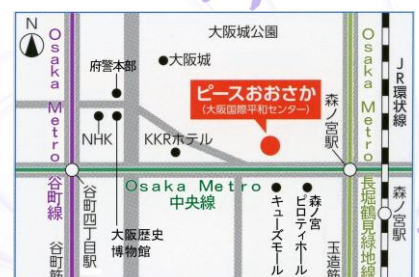 N
大阪城公園
大阪城
府警本部
ピースおおさか
(大阪国際平和センター)
NHK
KKRホテル
Osaka Metro
谷町線
谷町四丁目駅
谷町筋
大阪歴史
博物館
Osaka Metro
中央線
キューズモール
森ノ宮
ピロティホール
森ノ宮駅
玉造筋
Osaka Metro
長堀鶴見緑地線
JR環状線
森ノ宮駅